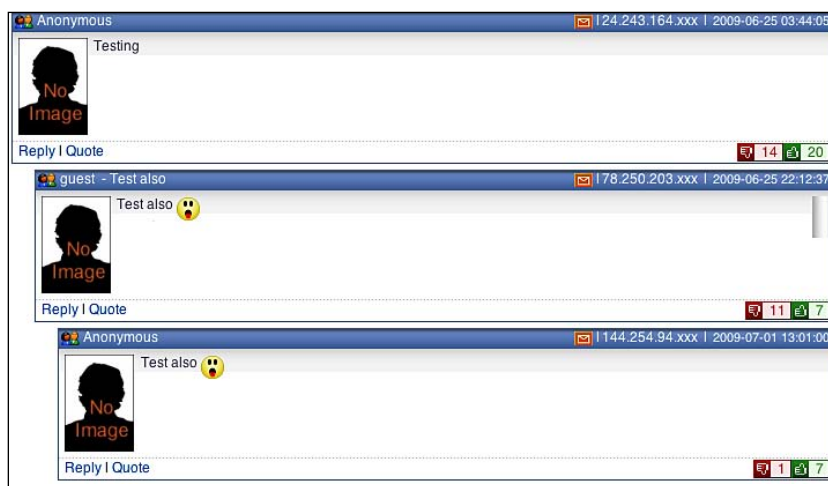 Anonymous | 24.243.164.xxx | 2009-06-25 03:44:05
Testing
No
Image
Reply | Quote 14 20
guest - Test also | 78.250.203.xxx | 2009-06-25 22:12:37
Test also
No
Image
Reply | Quote 11 7
Anonymous | 144.254.94.xxx | 2009-07-01 13:01:00
Test also
No
Image
Reply | Quote 1 7